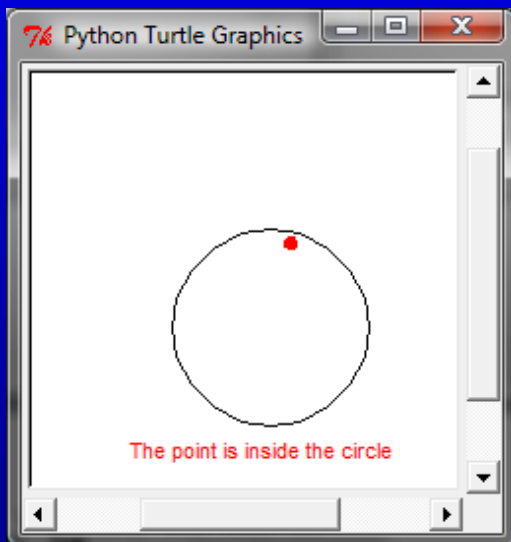 Python Turtle Graphics
The point is inside the circle